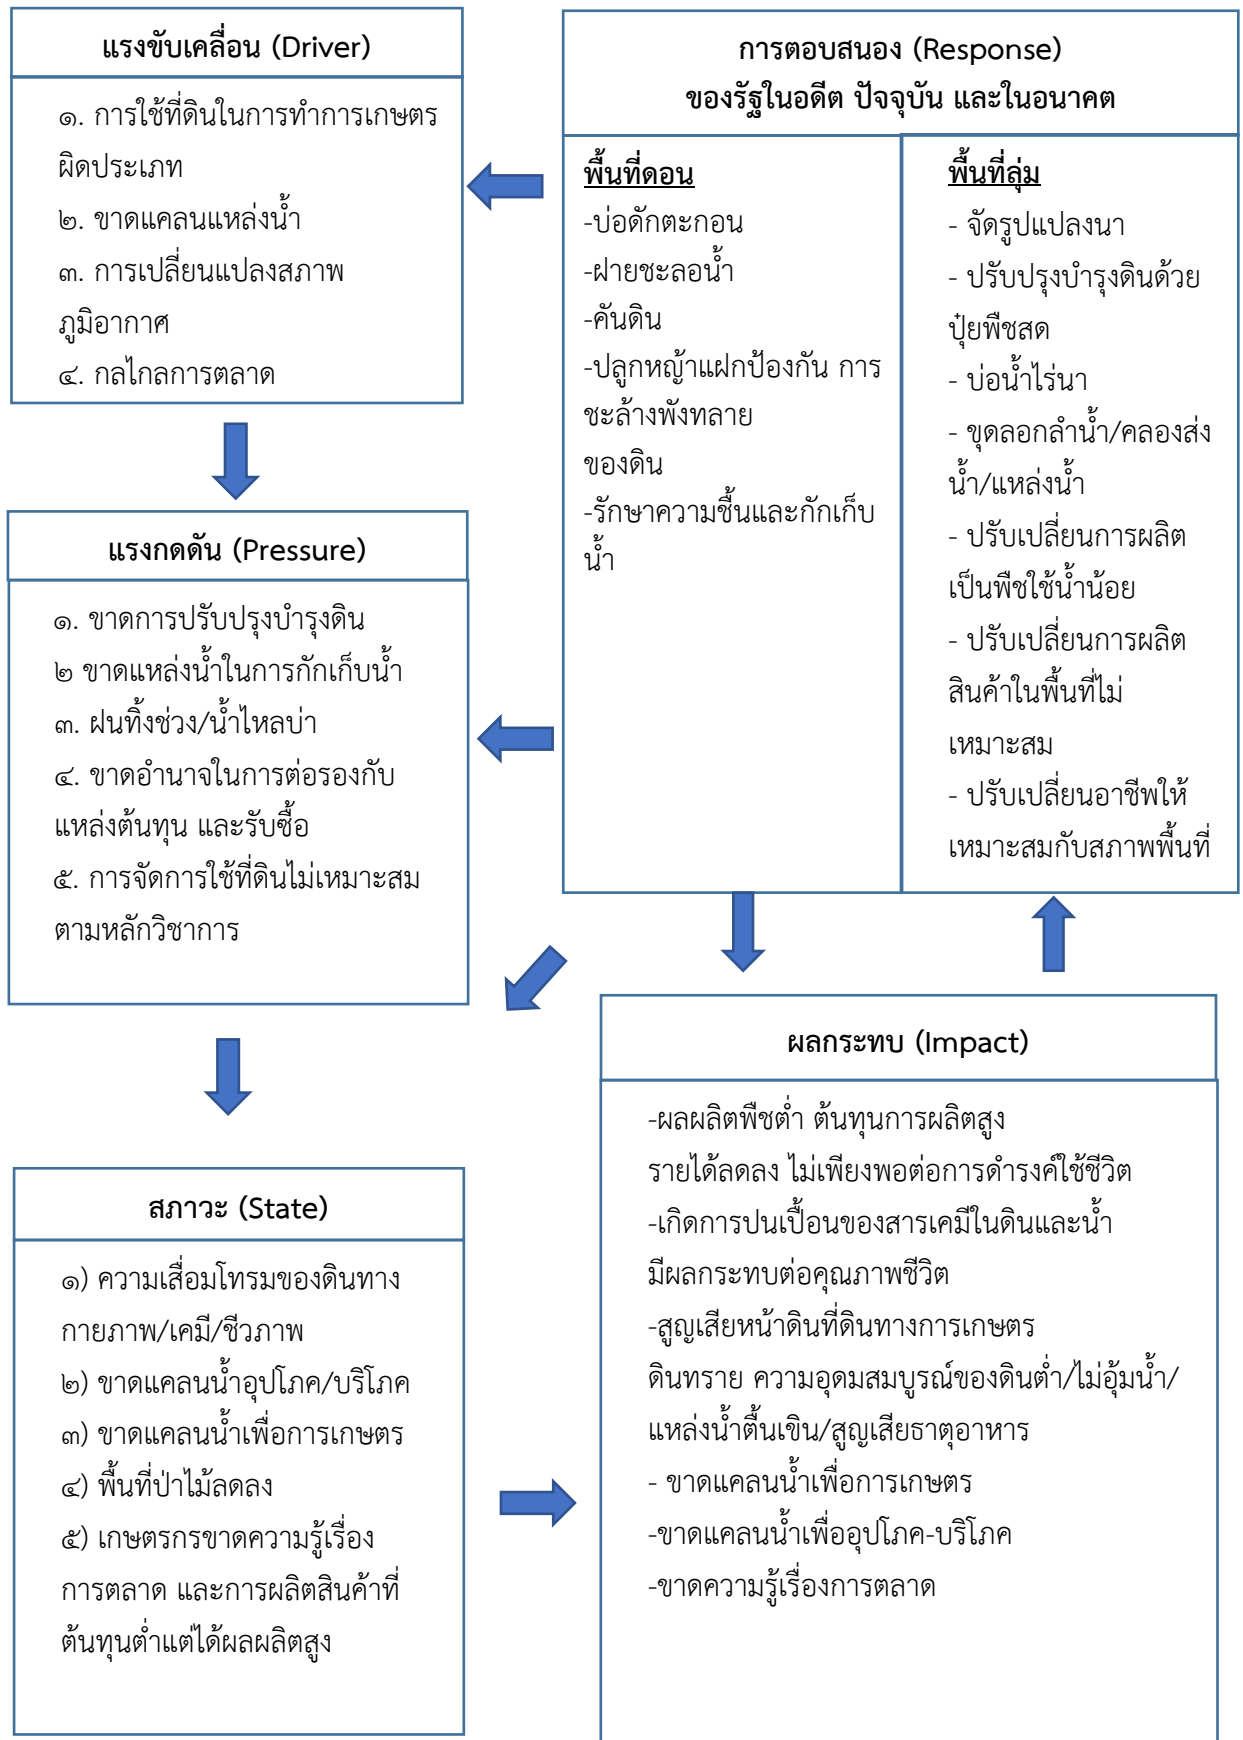 แรงขับเคลื่อน (Driver)
๑. การใช้ที่ดินในการทำการเกษตร
ผิดประเภท
๒. ขาดแคลนแหล่งน้ำ
๓. การเปลี่ยนแปลงสภาพ
ภูมิอากาศ
๔. กลไกลการตลาด
การตอบสนอง (Response)
ของรัฐในอดีต ปัจจุบัน และในอนาคต
พื้นที่ดอน
-บ่อดักตะกอน
-ฝายชะลอน้ำ
-คันดิน
-ปลูกหญ้าแฝกป้องกัน การ
ชะล้างพังทลาย
ของดิน
-รักษาความชื้นและกักเก็บ
น้ำ
พื้นที่ลุ่ม
- จัดรูปแปลงนา
- ปรับปรุงบำรุงดินด้วย
ปุ๋ยพืชสด
- บ่อน้ำไร่นา
- ขุดลอกลำน้ำ/คลองส่ง
น้ำ/แหล่งน้ำ
- ปรับเปลี่ยนการผลิต
เป็นพืชใช้น้ำน้อย
- ปรับเปลี่ยนการผลิต
สินค้าในพื้นที่ไม่
เหมาะสม
- ปรับเปลี่ยนอาชีพให้
เหมาะสมกับสภาพพื้นที่
แรงกดดัน (Pressure)
๑. ขาดการปรับปรุงบำรุงดิน
๒ ขาดแหล่งน้ำในการกักเก็บน้ำ
๓. ฝนทิ้งช่วง/น้ำไหลบ่า
๔. ขาดอำนาจในการต่อรองกับ
แหล่งต้นทุน และรับซื้อ
๕. การจัดการใช้ที่ดินไม่เหมาะสม
ตามหลักวิชาการ
สภาวะ (State)
๑) ความเสื่อมโทรมของดินทาง
กายภาพ/เคมี/ชีวภาพ
๒) ขาดแคลนน้ำอุปโภค/บริโภค
๓) ขาดแคลนน้ำเพื่อการเกษตร
๔) พื้นที่ป่าไม้ลดลง
๕) เกษตรกรขาดความรู้เรื่อง
การตลาด และการผลิตสินค้าที่
ต้นทุนต่ำแต่ได้ผลผลิตสูง
ผลกระทบ (Impact)
-ผลผลิตพืชต่ำ ต้นทุนการผลิตสูง
รายได้ลดลง ไม่เพียงพอต่อการดำรงค์ใช้ชีวิต
-เกิดการปนเปื้อนของสารเคมีในดินและน้ำ
มีผลกระทบต่อคุณภาพชีวิต
-สูญเสียหน้าดินที่ดินทางการเกษตร
ดินทราย ความอุดมสมบูรณ์ของดินต่ำ/ไม่อุ้มน้ำ/
แหล่งน้ำตื้นเขิน/สูญเสียธาตุอาหาร
- ขาดแคลนน้ำเพื่อการเกษตร
-ขาดแคลนน้ำเพื่ออุปโภค-บริโภค
-ขาดความรู้เรื่องการตลาด